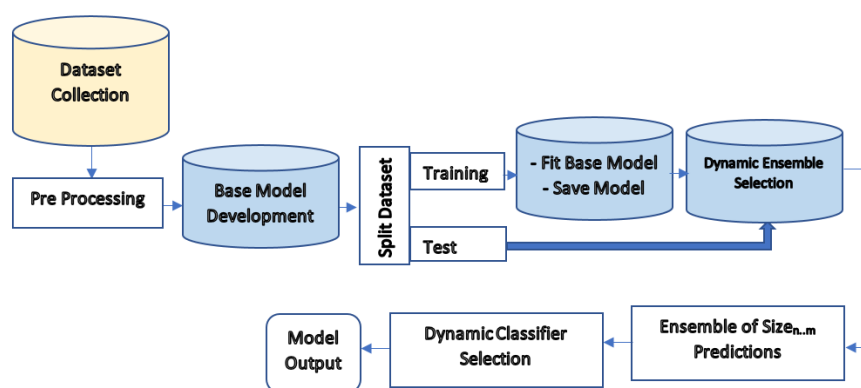 Dataset
Collection
Pre Processing
Base Model
Development
Split Dataset
Training
Test
- Fit Base Model
- Save Model
Dynamic Ensemble
Selection
Ensemble of Sizen..m
Predictions
Dynamic Classifier
Selection
Model
Output